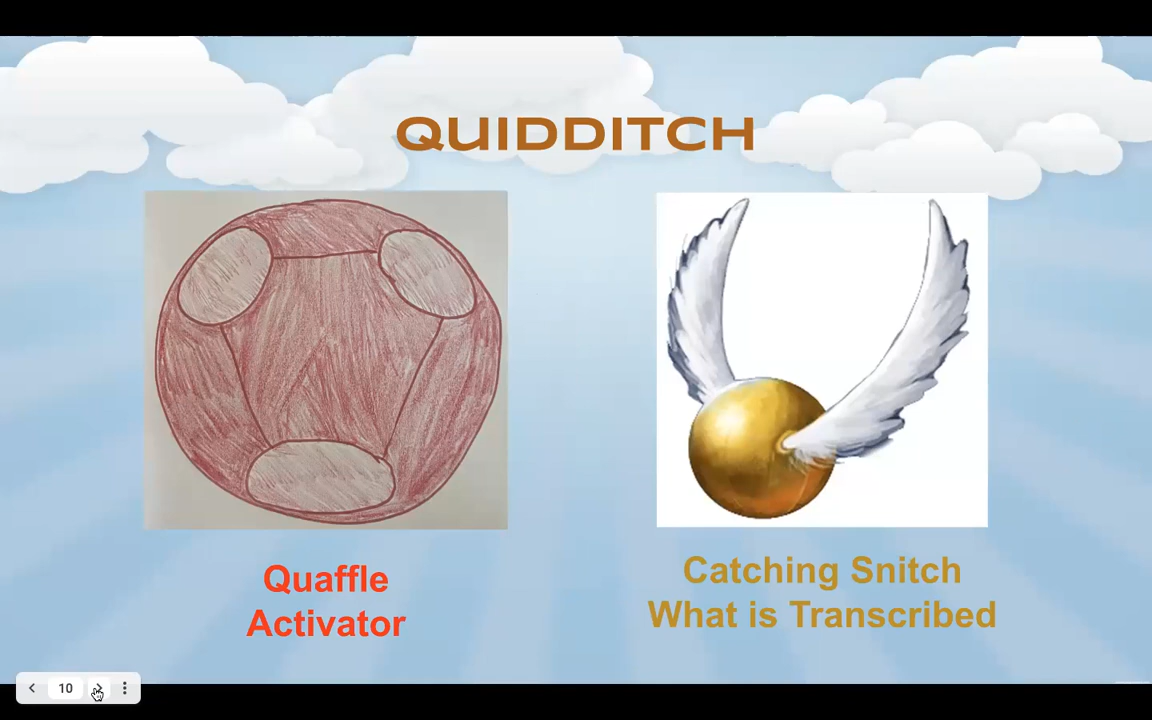 QUIDDITCH
Quaffle
Activator
Catching Snitch
What is Transcribed
10